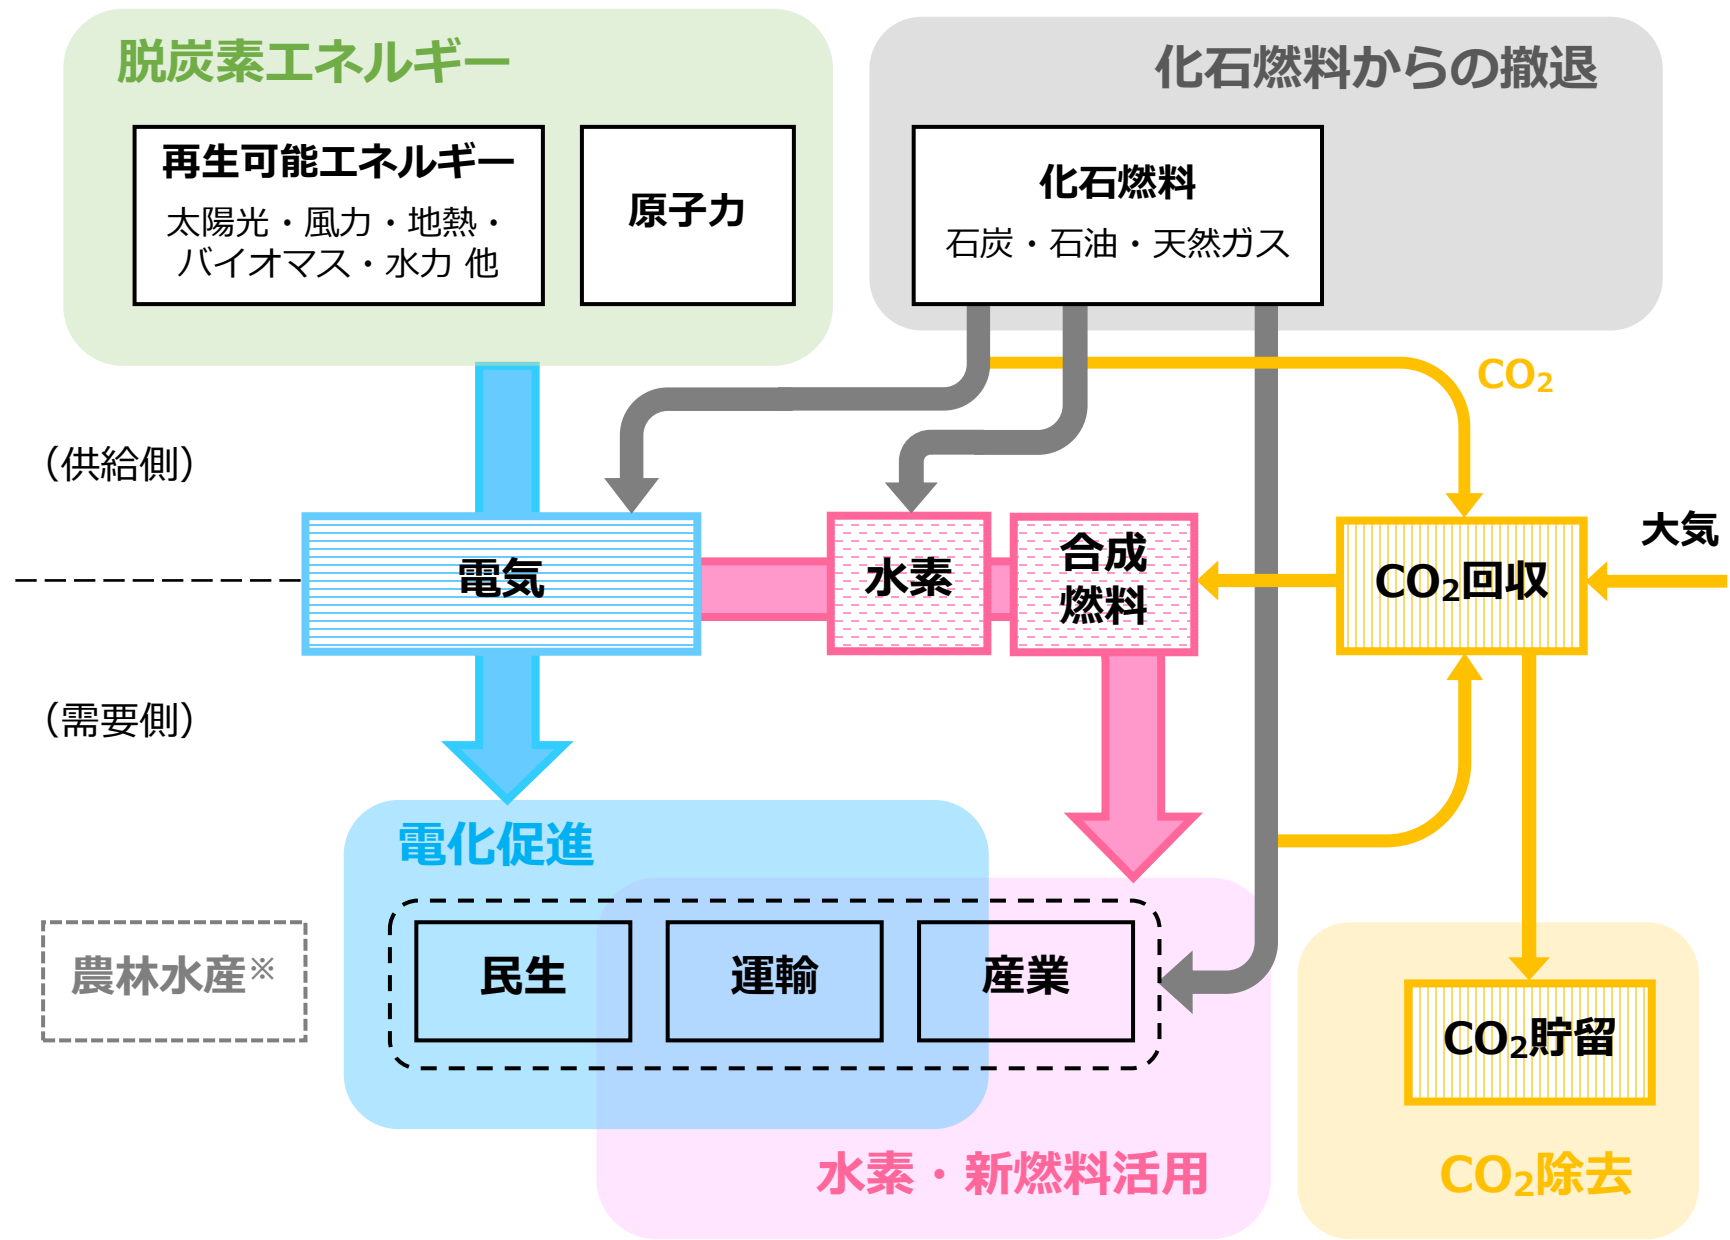 脱炭素エネルギー
化石燃料からの撤退
再生可能エネルギー
太陽光・風力・地熱・
バイオマス・水力 他
原子力
化石燃料
石炭・石油・天然ガス
CO₂
（供給側）
大気
電気
水素
合成
燃料
CO₂回収
（需要側）
電化促進
農林水産※
民生
運輸
産業
CO₂貯留
水素・新燃料活用
CO₂除去